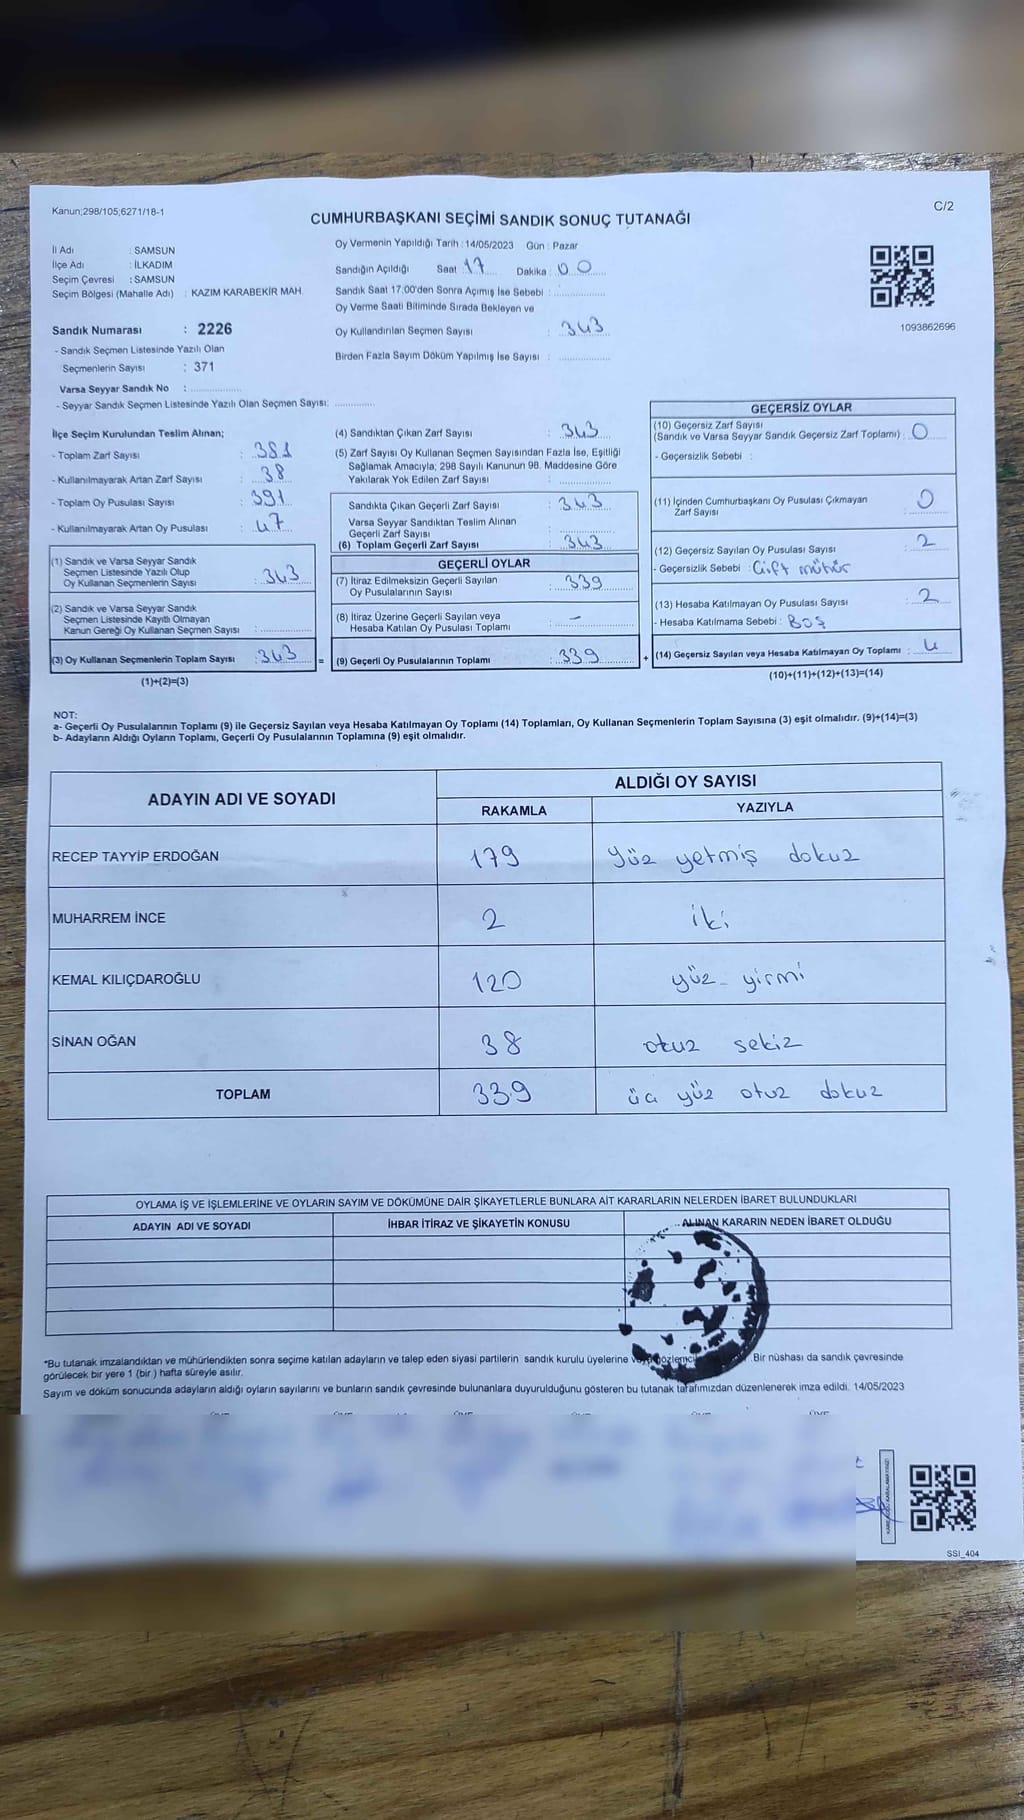 Kanun;298/105;6271/18-1
C/2
CUMHURBAŞKANI SEÇİMİ SANDIK SONUÇ TUTANAĞI
İl Adı : SAMSUN
İlçe Adı : İLKADIM
Seçim Çevresi : SAMSUN
Seçim Bölgesi (Mahalle Adı) : KAZIM KARABEKİR MAH.
Sandık Numarası : 2226
- Sandık Seçmen Listesinde Yazılı Olan
Seçmenlerin Sayısı : 371
Varsa Seyyar Sandık No : ..................
- Seyyar Sandık Seçmen Listesinde Yazılı Olan Seçmen Sayısı: ..............
Oy Vermenin Yapıldığı Tarih : 14/05/2023 Gün : Pazar
Sandığın Açıldığı Saat : 17 Dakika : 00
Sandık Saat 17.00'den Sonra Açımış İse Sebebi : ..................
Oy Verme Saati Bitiminde Sırada Bekleyen ve
Oy Kullandırılan Seçmen Sayısı : 343
Birden Fazla Sayım Döküm Yapılmış İse Sayısı : ..................
1093862696
İlçe Seçim Kurulundan Teslim Alınan;
- Toplam Zarf Sayısı : 381
- Kullanılmayarak Artan Zarf Sayısı : 38
- Toplam Oy Pusulası Sayısı : 391
- Kullanılmayarak Artan Oy Pusulası : 47
(1) Sandık ve Varsa Seyyar Sandık
Seçmen Listesinde Yazılı Olup
Oy Kullanan Seçmenlerin Sayısı : 343
(2) Sandık ve Varsa Seyyar Sandık
Seçmen Listesinde Kayıtlı Olmayan
Kanun Gereği Oy Kullanan Seçmen Sayısı : ..................
(3) Oy Kullanan Seçmenlerin Toplam Sayısı : 343
(1)+(2)=(3)
(4) Sandıktan Çıkan Zarf Sayısı : 343
(5) Zarf Sayısı Oy Kullanan Seçmen Sayısından Fazla İse, Eşitliği
Sağlamak Amacıyla; 298 Sayılı Kanunun 98. Maddesine Göre
Yakılarak Yok Edilen Zarf Sayısı : ..................
Sandıkta Çıkan Geçerli Zarf Sayısı : 343
Varsa Seyyar Sandıktan Teslim Alınan
Geçerli Zarf Sayısı : ..................
(6) Toplam Geçerli Zarf Sayısı : 343
GEÇERLİ OYLAR
(7) İtiraz Edilmeksizin Geçerli Sayılan
Oy Pusulalarının Sayısı : 339
(8) İtiraz Üzerine Geçerli Sayılan veya
Hesaba Katılan Oy Pusulası Toplamı : -
= (9) Geçerli Oy Pusulalarının Toplamı : 339
GEÇERSİZ OYLAR
(10) Geçersiz Zarf Sayısı
(Sandık ve Varsa Seyyar Sandık Geçersiz Zarf Toplamı) : 0
- Geçersizlik Sebebi :
(11) İçinden Cumhurbaşkanı Oy Pusulası Çıkmayan
Zarf Sayısı : 0
(12) Geçersiz Sayılan Oy Pusulası Sayısı : 2
- Geçersizlik Sebebi : Çift mühür
(13) Hesaba Katılmayan Oy Pusulası Sayısı : 2
- Hesaba Katılmama Sebebi : BOŞ
+ (14) Geçersiz Sayılan veya Hesaba Katılmayan Oy Toplamı : 4
(10)+(11)+(12)+(13)=(14)
NOT:
a- Geçerli Oy Pusulalarının Toplamı (9) ile Geçersiz Sayılan veya Hesaba Katılmayan Oy Toplamı (14) Toplamları, Oy Kullanan Seçmenlerin Toplam Sayısına (3) eşit olmalıdır. (9)+(14)=(3)
b- Adayların Aldığı Oyların Toplamı, Geçerli Oy Pusulalarının Toplamına (9) eşit olmalıdır.
ADAYIN ADI VE SOYADI ALDIĞI OY SAYISI
RAKAMLA YAZIYLA
RECEP TAYYİP ERDOĞAN 179 yüz yetmiş dokuz
MUHARREM İNCE 2 iki
KEMAL KILIÇDAROĞLU 120 yüz yirmi
SİNAN OĞAN 38 otuz sekiz
TOPLAM 339 üç yüz otuz dokuz
OYLAMA İŞ VE İŞLEMLERİNE VE OYLARIN SAYIM VE DÖKÜMÜNE DAİR ŞİKAYETLERLE BUNLARA AİT KARARLARIN NELERDEN İBARET BULUNDUKLARI
ADAYIN ADI VE SOYADI İHBAR İTİRAZ VE ŞİKAYETİN KONUSU ALINAN KARARIN NEDEN İBARET OLDUĞU
*Bu tutanak imzalandıktan ve mühürlendikten sonra seçime katılan adayların ve talep eden siyasi partilerin sandık kurulu üyelerine Bir nüshası da sandık çevresinde
görülecek bir yere 1 (bir ) hafta süreyle asılır.
Sayım ve döküm sonucunda adayların aldığı oyların sayılarını ve bunların sandık çevresinde bulunanlara duyurulduğunu gösteren bu tutanak tarafımızdan düzenlenerek imza edildi. 14/05/2023
SSI_404